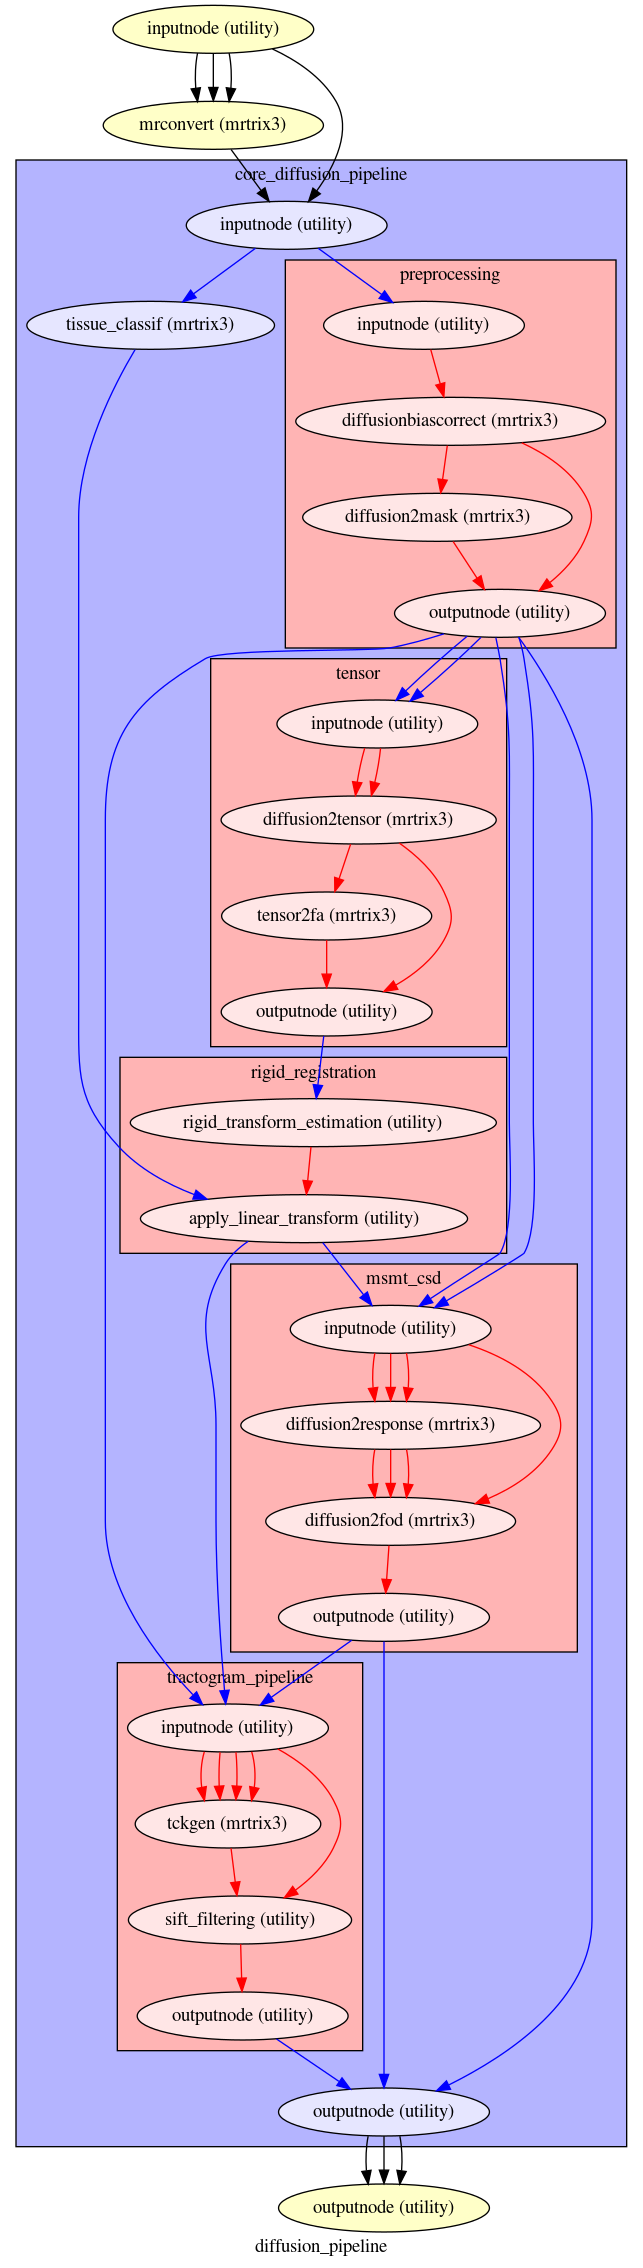 inputnode (utility)
mrconvert (mrtrix3)
core_diffusion_pipeline
inputnode (utility)
preprocessing
tissue_classif (mrtrix3)
inputnode (utility)
diffusionbiascorrect (mrtrix3)
diffusion2mask (mrtrix3)
outputnode (utility)
tensor
inputnode (utility)
diffusion2tensor (mrtrix3)
tensor2fa (mrtrix3)
outputnode (utility)
rigid_registration
rigid_transform_estimation (utility)
apply_linear_transform (utility)
msmt_csd
inputnode (utility)
diffusion2response (mrtrix3)
diffusion2fod (mrtrix3)
outputnode (utility)
tractogram_pipeline
inputnode (utility)
tckgen (mrtrix3)
sift_filtering (utility)
outputnode (utility)
outputnode (utility)
outputnode (utility)
diffusion_pipeline